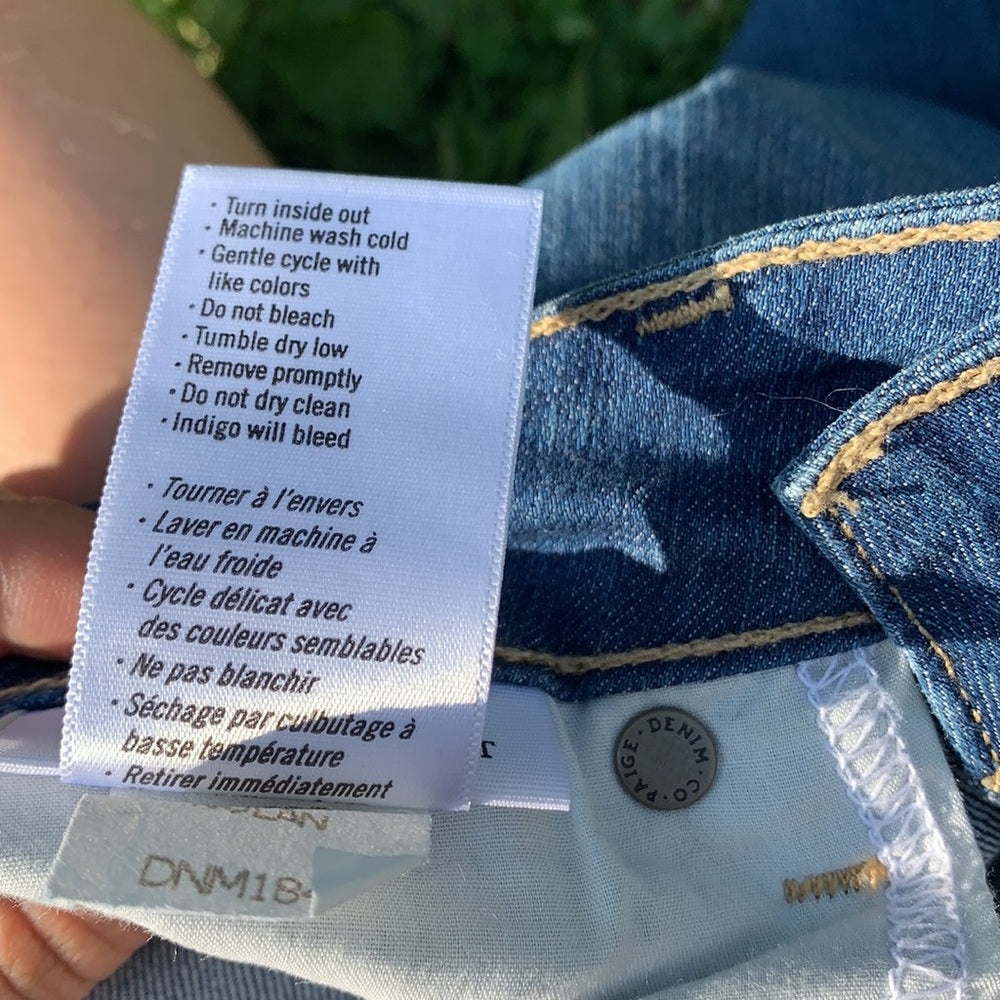 · Turn inside out
· Machine wash cold
· Gentle cycle with
like colors
· Do not bleach
· Tumble dry low
· Remove promptly
· Do not dry clean
· Indigo will bleed
· Tourner à l'envers
· Laver en machine à
l'eau froide
· Cycle délicat avec
des couleurs semblables
· Ne pas blanchir
· Séchage par culbutage à
basse température
· Retirer immédiatement
DNM18
PAIGE · DENIM · CO ·